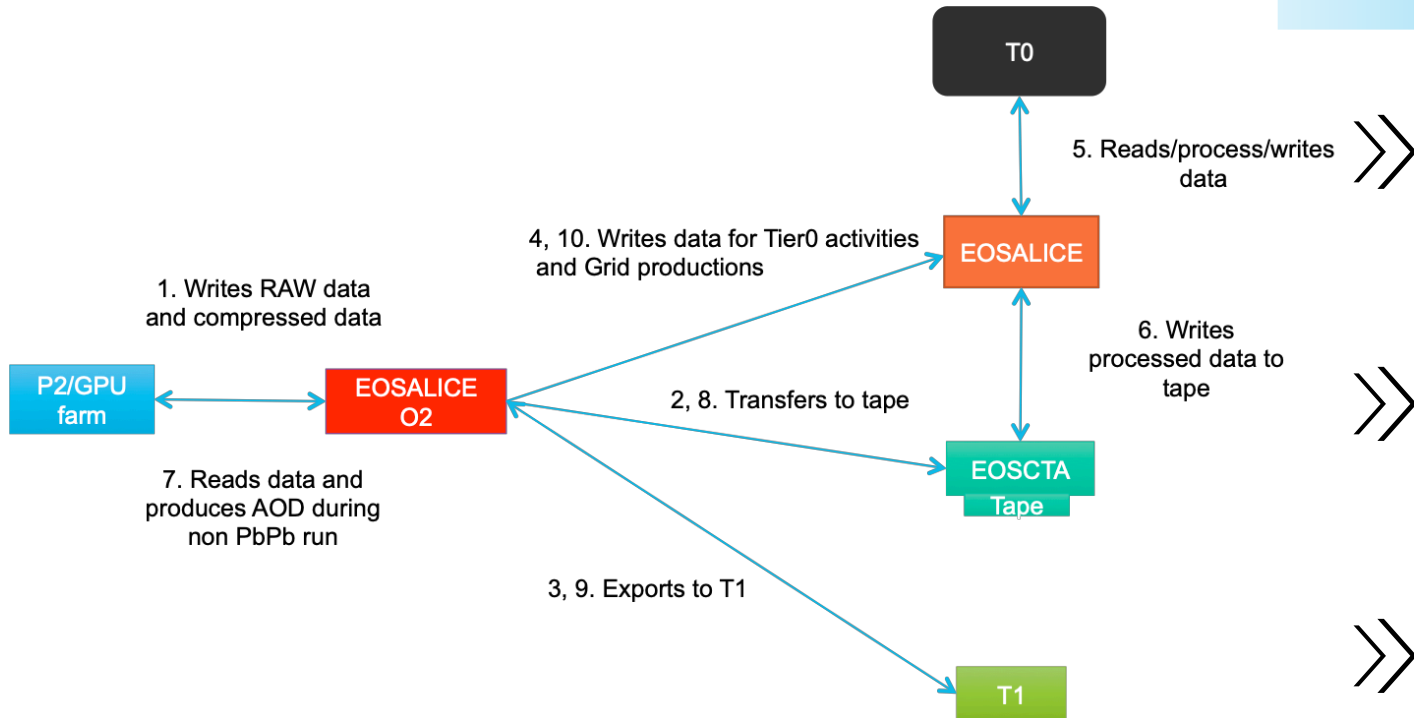 T0
5. Reads/process/writes
data
4, 10. Writes data for Tier0 activities
and Grid productions
EOSALICE
1. Writes RAW data
and compressed data
6. Writes
processed data to
tape
P2/GPU
farm
EOSALICE
O2
2, 8. Transfers to tape
EOSCTA
Tape
7. Reads data and
produces AOD during
non PbPb run
3, 9. Exports to T1
T1